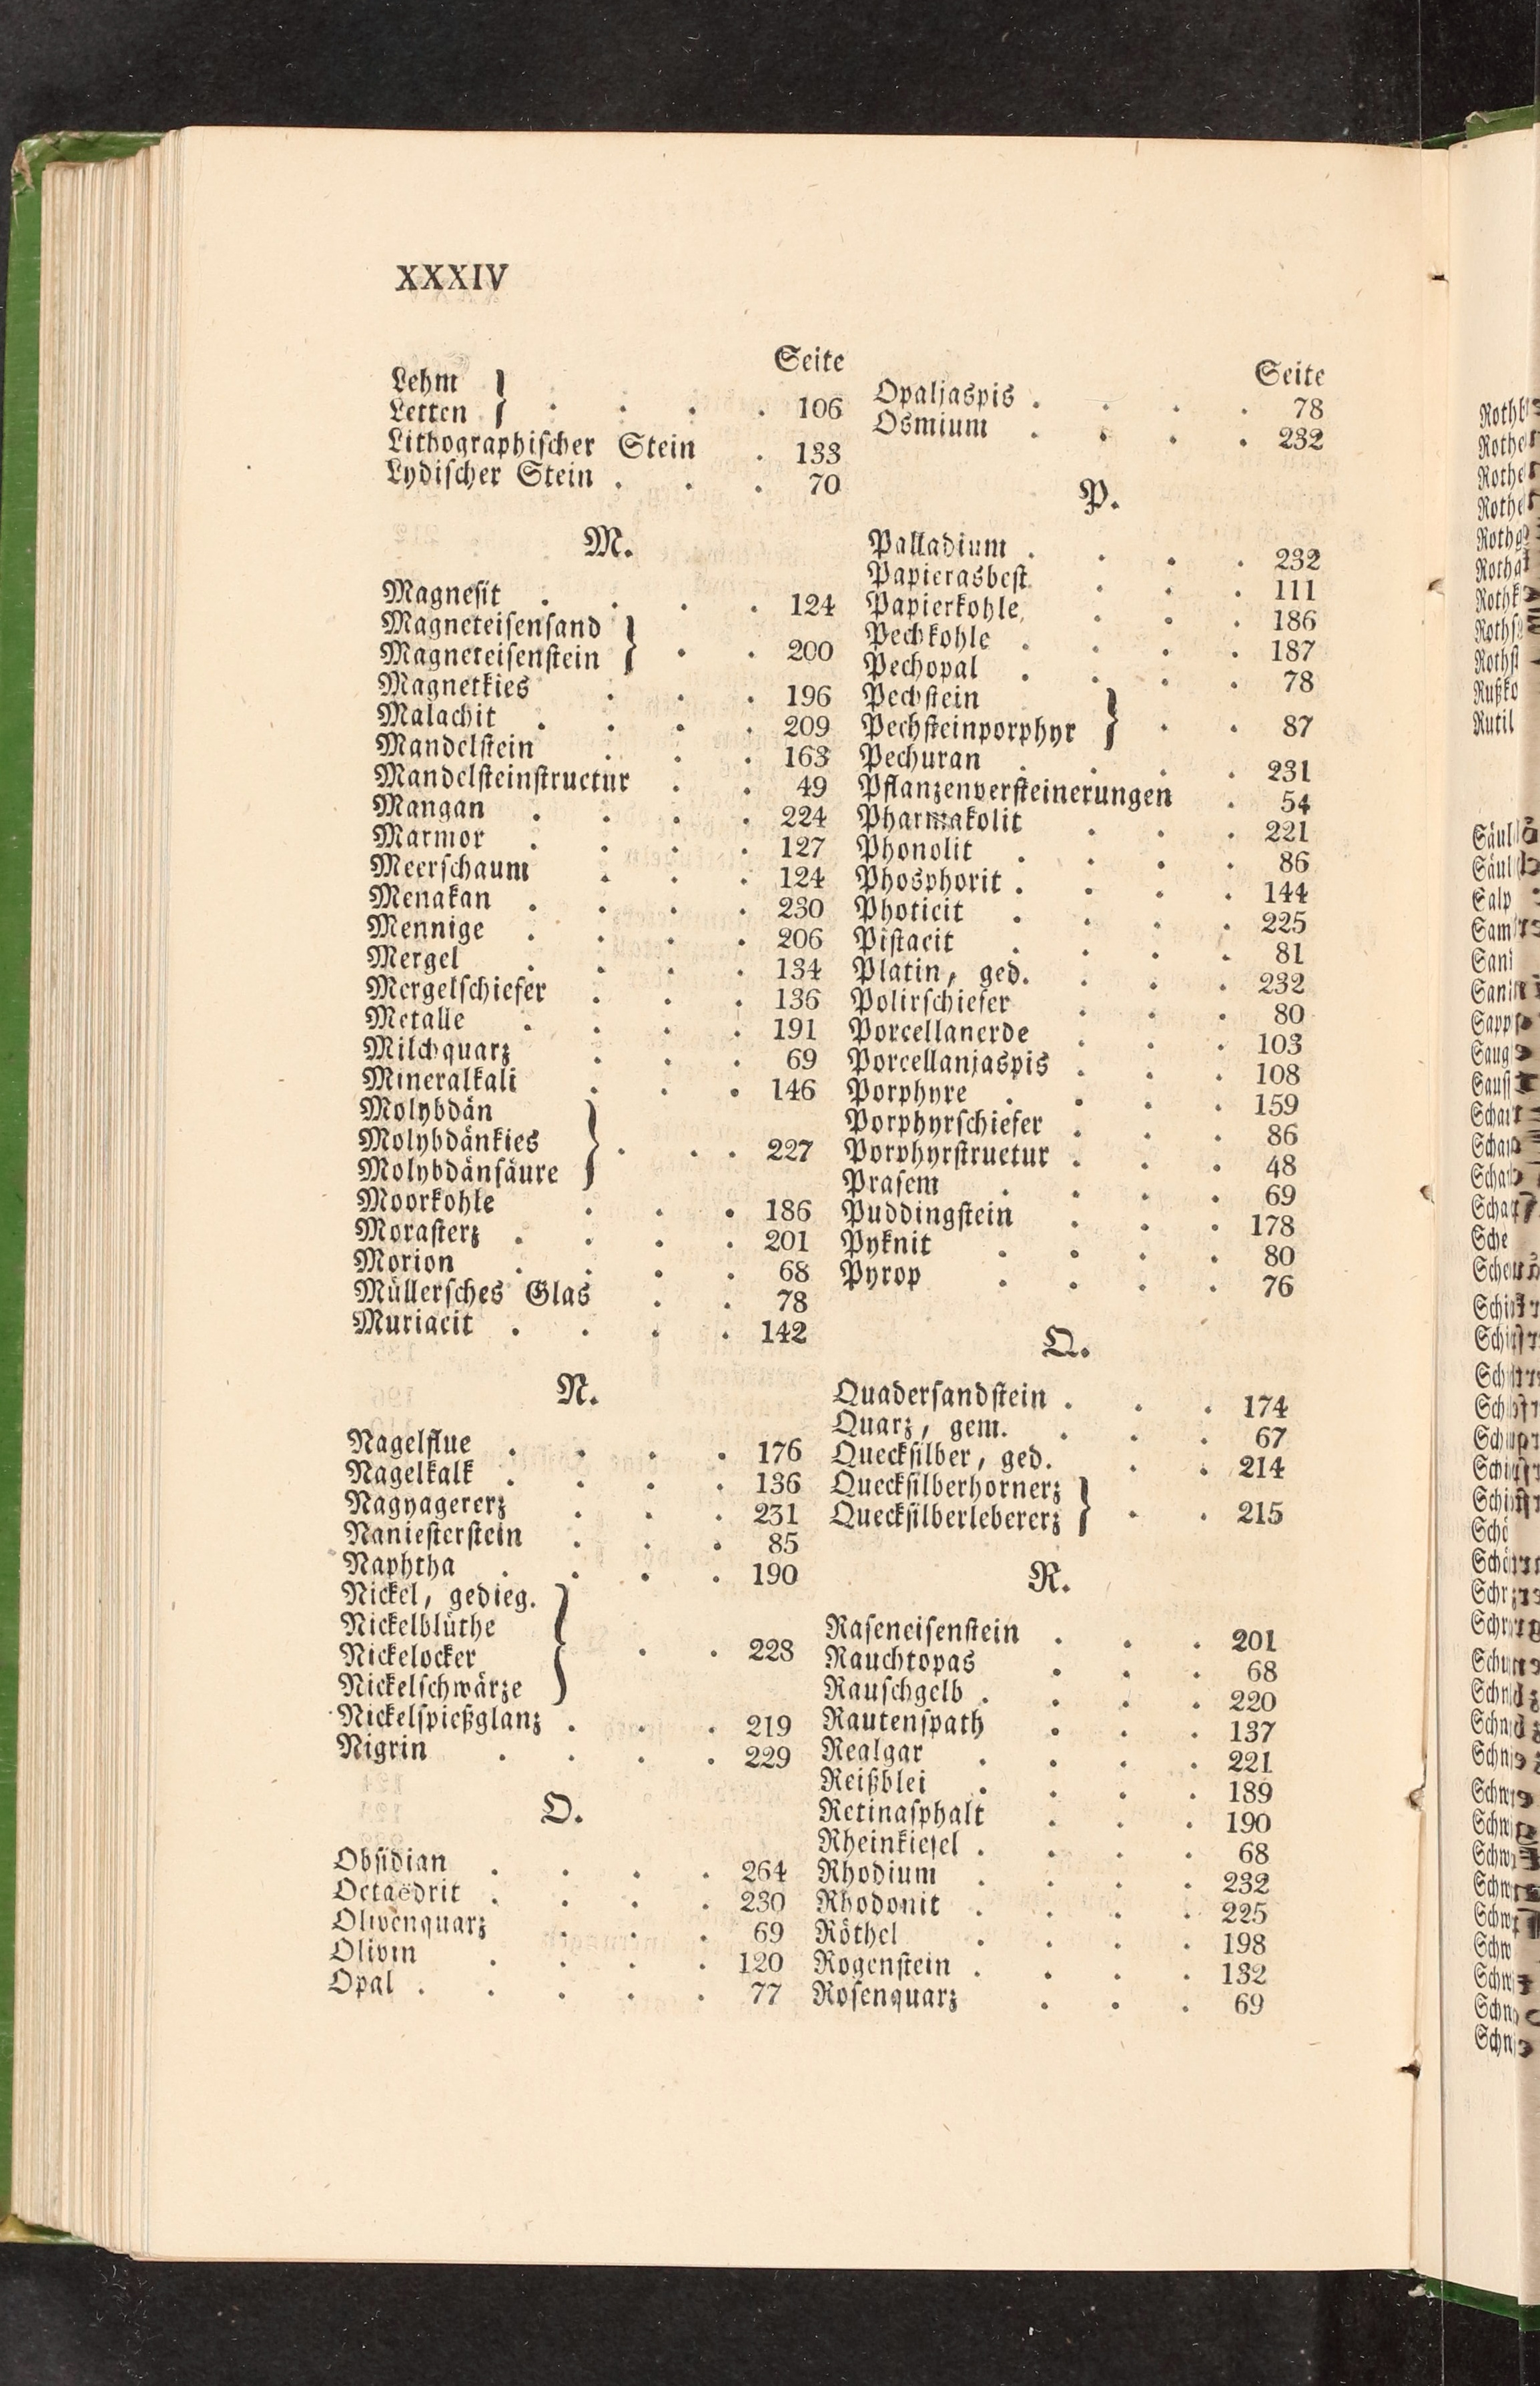 XXXIV
Seite
Lehm
Letten } . . . . 106
Lithographischer Stein . 133
Lydischer Stein . . . 70
M.
Magnesit . . . . 124
Magneteisensand
Magneteisenstein } . . 200
Magnetkies . . . 196
Malachit . . . . 209
Mandelstein . . . 163
Mandelsteinstructur . . 49
Mangan . . . . 224
Marmor . . . . 127
Meerschaum . . . 124
Menakan . . . . 230
Mennige . . . . 206
Mergel . . . . 134
Mergelschiefer . . . 136
Metalle . . . . 191
Milchquarz . . . 69
Mineralkali . . . 146
Molybdän
Molybdänkies
Molybdänsäure } . . . 227
Moorkohle . . . 186
Morasterz . . . . 201
Morion . . . . 68
Müllersches Glas . . 78
Muriacit . . . . 142
N.
Nagelflue . . . . 176
Nagelkalk . . . . 136
Nagyagererz . . . 231
Naniesterstein . . . 85
Naphtha . . . . 190
Nickel, gedieg.
Nickelblüthe
Nickelocker
Nickelschwärze } . . 228
Nickelspießglanz . . . 219
Nigrin . . . . 229
O.
Obsidian . . . . 264
Octaëdrit . . . . 230
Olivenquarz . . . 69
Olivin . . . . 120
Opal . . . . . 77
Seite
Opaljaspis . . . . 78
Osmium . . . . 232
P.
Palladium . . . . 232
Papierasbest . . . 111
Papierkohle . . . 186
Pechkohle . . . . 187
Pechopal . . . . 78
Pechstein
Pechsteinporphyr } . . 87
Pechuran . . . . 231
Pflanzenversteinerungen . 54
Pharmakolit . . . 221
Phonolit . . . . 86
Phosphorit . . . . 144
Photicit . . . . 225
Pistacit . . . . 81
Platin, ged. . . . 232
Polirschiefer . . . 80
Porcellanerde . . . 103
Porcellanjaspis . . . 108
Porphyre . . . . 159
Porphyrschiefer . . . 86
Porphyrstructur . . . 48
Prasem . . . . 69
Puddingstein . . . 178
Pyknit . . . . 80
Pyrop . . . . 76
Q.
Quadersandstein . . . 174
Quarz, gem. . . . 67
Quecksilber, ged. . . 214
Quecksilberhornerz
Quecksilberlebererz } . . 215
R.
Raseneisenstein . . . 201
Rauchtopas . . . 68
Rauschgelb . . . . 220
Rautenspath . . . 137
Realgar . . . . 221
Reißblei . . . . 189
Retinasphalt . . . 190
Rheinkiesel . . . . 68
Rhodium . . . . 232
Rhodonit . . . . 225
Röthel . . . . 198
Rogenstein . . . . 132
Rosenquarz . . . 69